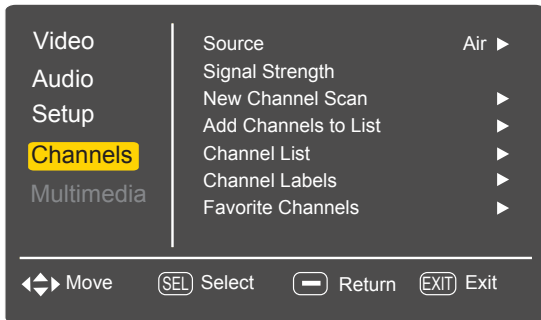 Video
Audio
Setup
Channels
Multimedia
Source Air
Signal Strength
New Channel Scan
Add Channels to List
Channel List
Channel Labels
Favorite Channels
Move SEL Select Return EXIT Exit